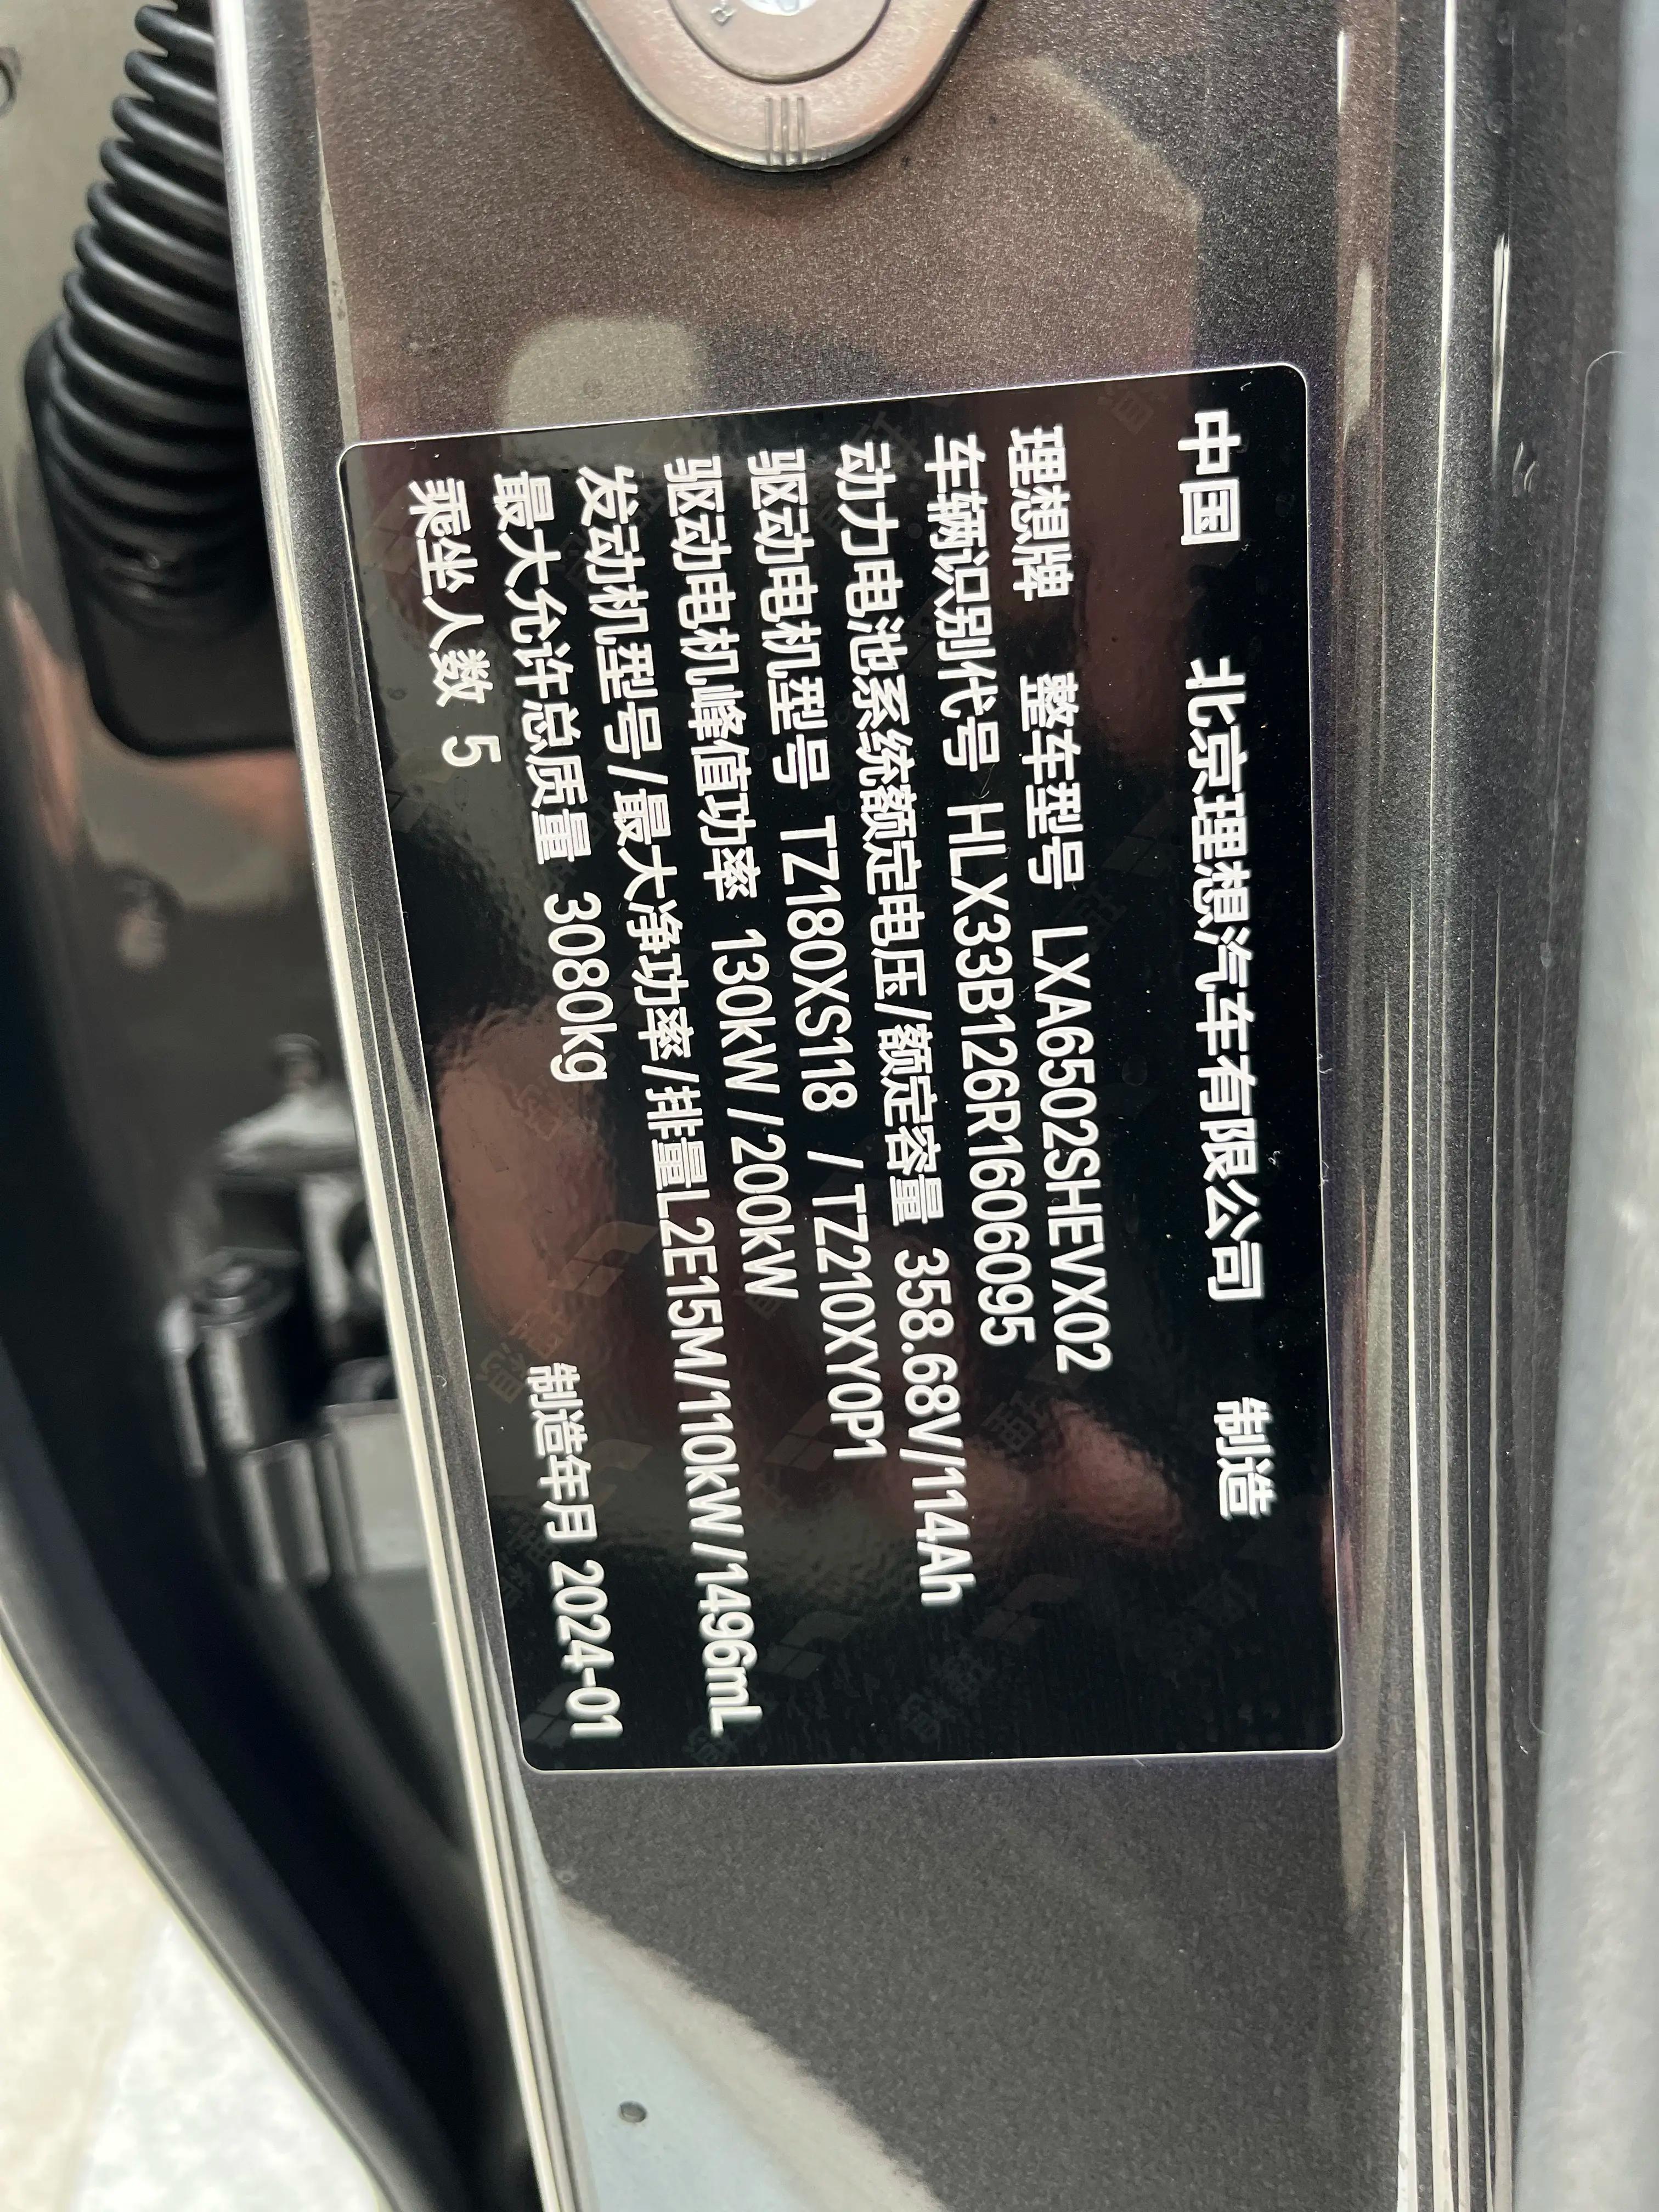 中国 北京理想汽车有限公司 制造
理想牌 整车型号 LXA6502SHEVX02
车辆识别代号 HLX33B126R1606095
动力电池系统额定电压/额定容量 358.68V/114Ah
驱动电机型号 TZ180XS118 /TZ210XY0P1
驱动电机峰值功率 130kW/200kW
发动机型号/最大净功率/排量L2E15M/110kW/1496mL
最大允许总质量 3080kg 制造年月 2024-01
乘坐人数 5